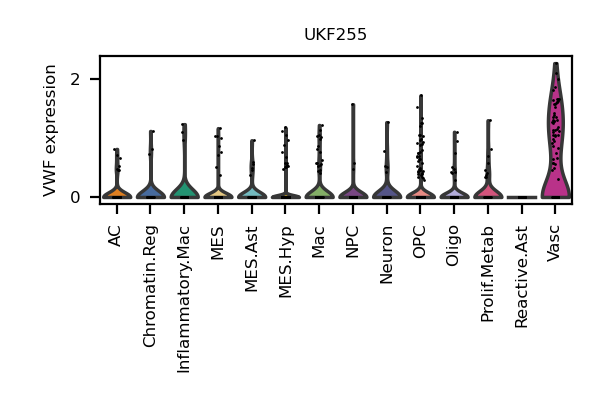 UKF255
VWF expression
2
0
AC
Chromatin.Reg
Inflammatory.Mac
MES
MES.Ast
MES.Hyp
Mac
NPC
Neuron
OPC
Oligo
Prolif.Metab
Reactive.Ast
Vasc